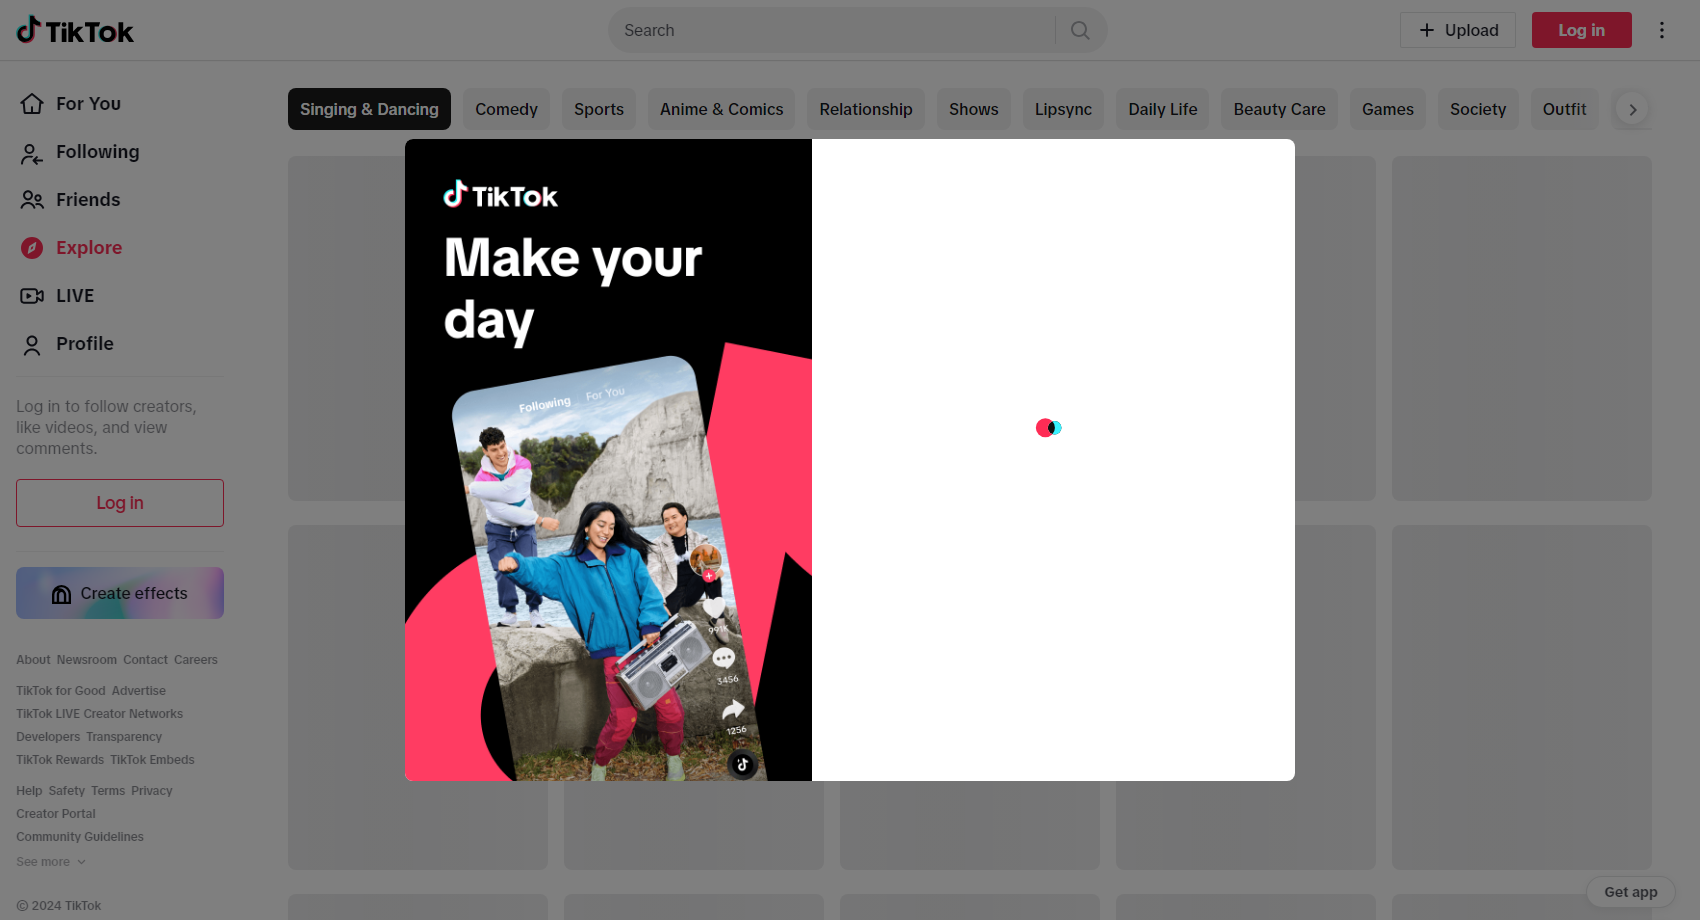 TikTok
Search
Upload
Log in
For You
Following
Friends
Explore
LIVE
Profile
Log in to follow creators,
like videos, and view
comments.
Log in
Create effects
About Newsroom Contact Careers
TikTok for Good Advertise
TikTok LIVE Creator Networks
Developers Transparency
TikTok Rewards TikTok Embeds
Help Safety Terms Privacy
Creator Portal
Community Guidelines
See more
© 2024 TikTok
Singing & Dancing Comedy Sports Anime & Comics Relationship Shows Lipsync Daily Life Beauty Care Games Society Outfit
TikTok
Make your
day
Following For You
991K
3456
1256
Get app